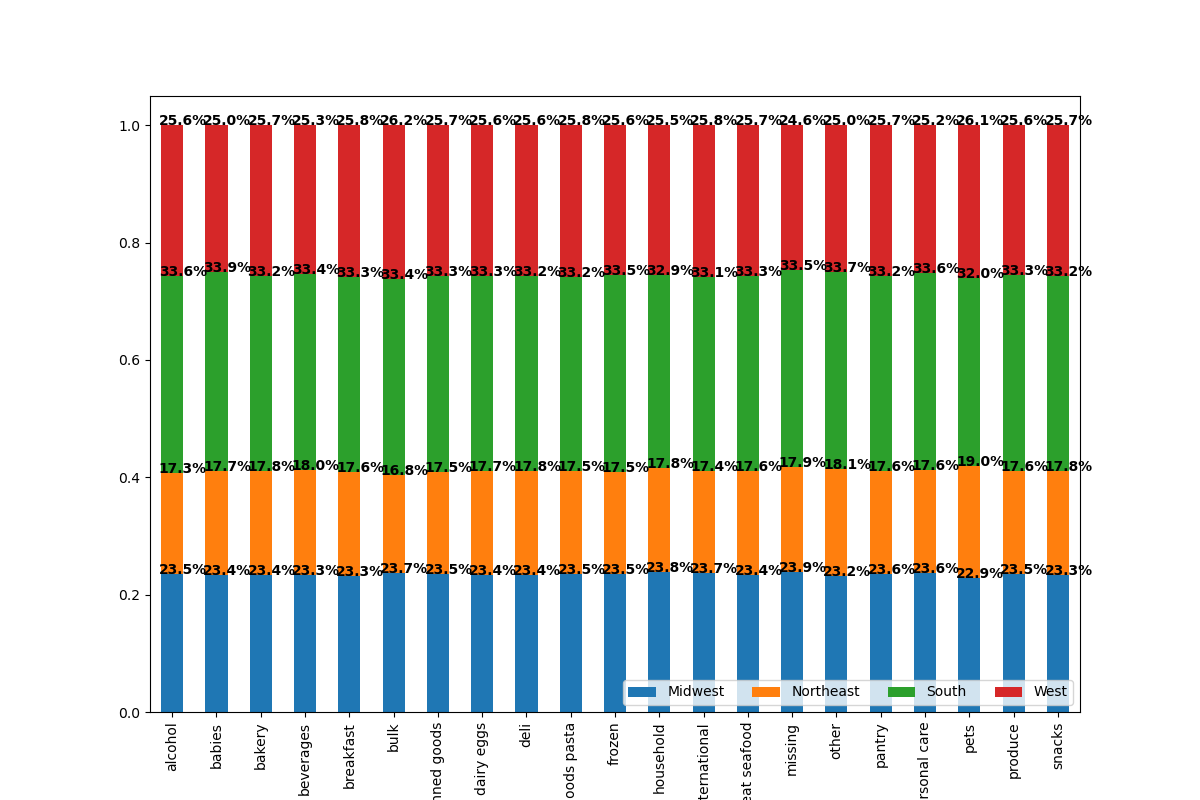 25.6% 25.0% 25.7% 25.3% 25.8% 26.2% 25.7% 25.6% 25.6% 25.8% 25.6% 25.5% 25.8% 25.7% 24.6% 25.0% 25.7% 25.2% 26.1% 25.6% 25.7%
1.0
0.8
33.6% 33.9% 33.2% 33.4% 33.3% 33.4% 33.3% 33.3% 33.2% 33.2% 33.5% 32.9% 33.1% 33.3% 33.5% 33.7% 33.2% 33.6% 32.0% 33.3% 33.2%
0.6
17.3% 17.7% 17.8% 18.0% 17.6% 16.8% 17.5% 17.7% 17.8% 17.5% 17.5% 17.8% 17.4% 17.6% 17.9% 18.1% 17.6% 17.6% 19.0% 17.6% 17.8%
0.4
23.5% 23.4% 23.4% 23.3% 23.3% 23.7% 23.5% 23.4% 23.4% 23.5% 23.5% 23.8% 23.7% 23.4% 23.9% 23.2% 23.6% 23.6% 22.9% 23.5% 23.3%
0.2
Midwest Northeast South West
0.0
alcohol
babies
bakery
beverages
breakfast
bulk
nned goods
dairy eggs
deli
oods pasta
frozen
household
ternational
eat seafood
missing
other
pantry
rsonal care
pets
produce
snacks